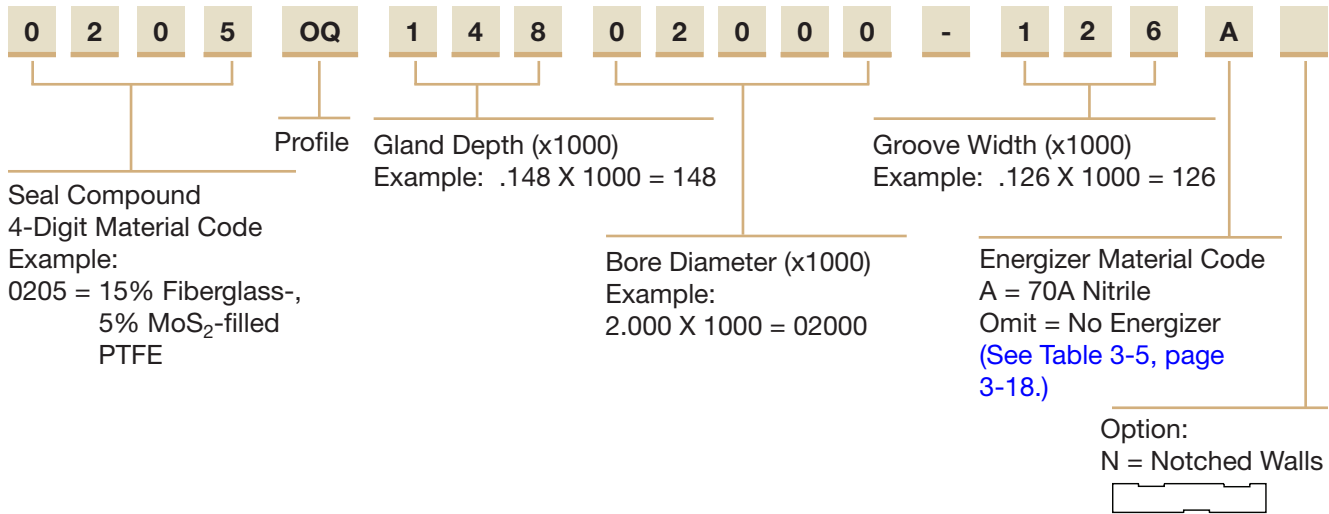 0 2 0 5 OQ 1 4 8 0 2 0 0 0 - 1 2 6 A
Profile
Gland Depth (x1000)
Example: .148 X 1000 = 148
Groove Width (x1000)
Example: .126 X 1000 = 126
Seal Compound
4-Digit Material Code
Example:
0205 = 15% Fiberglass-,
5% MoS₂-filled
PTFE
Bore Diameter (x1000)
Example:
2.000 X 1000 = 02000
Energizer Material Code
A = 70A Nitrile
Omit = No Energizer
(See Table 3-5, page
3-18.)
Option:
N = Notched Walls